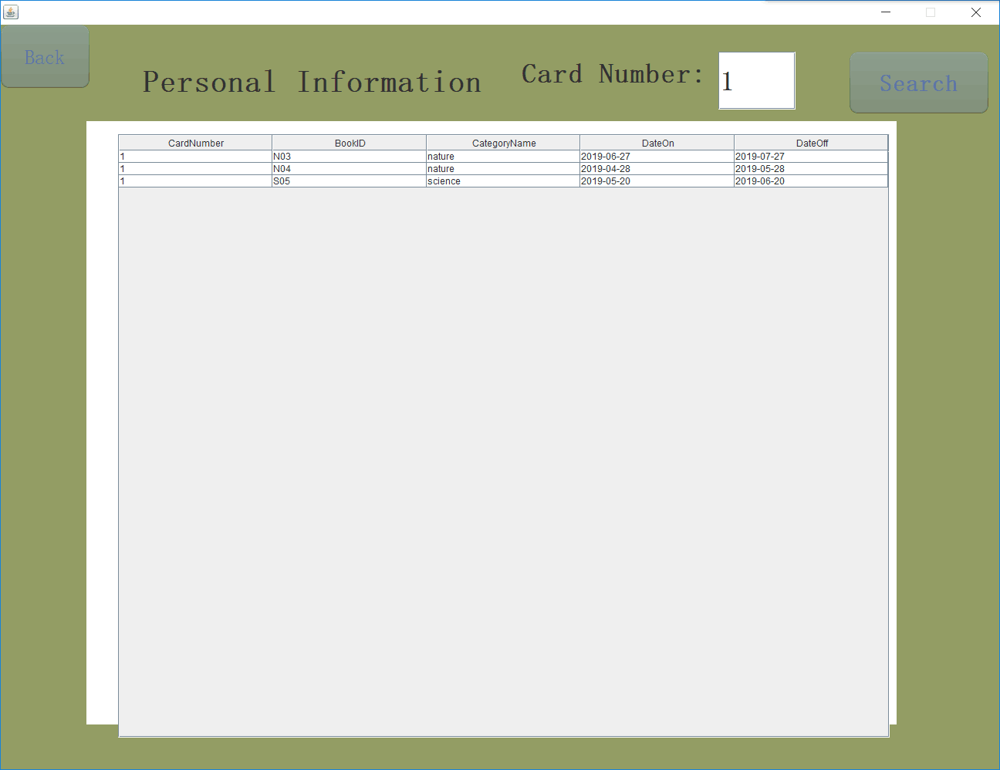 Back
Personal Information Card Number: 1 Search
CardNumber BookID CategoryName DateOn DateOff
1 N03 nature 2019-06-27 2019-07-27
1 N04 nature 2019-04-28 2019-05-28
1 S05 science 2019-05-20 2019-06-20